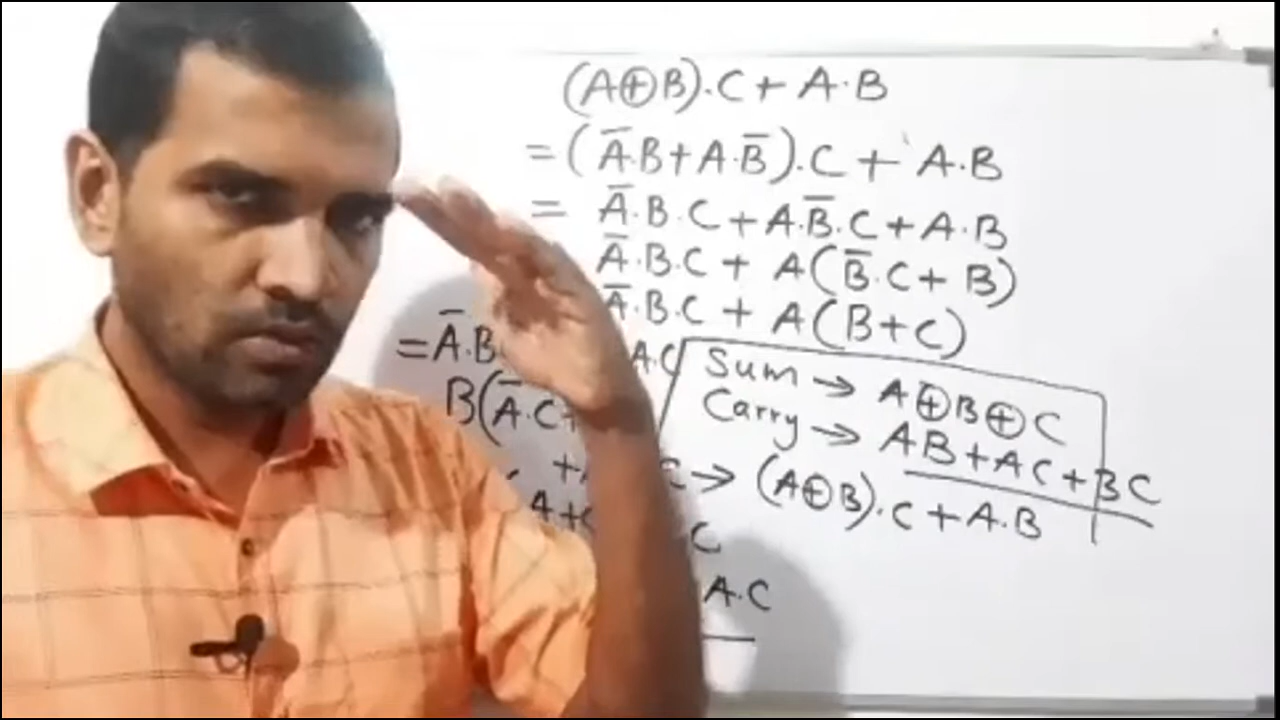 (A⊕B).C + A.B
= (A̅.B + A.B̅).C + A.B
= A̅.B.C + A.B̅.C + A.B
A̅.B.C + A(B̅.C + B)
A̅.B.C + A(B+C)
= A̅.B A.C
B(A̅.C+
Sum → A⊕B⊕C
Carry → AB+AC+BC
+ C → (A⊕B).C + A.B
A+C C
A.C